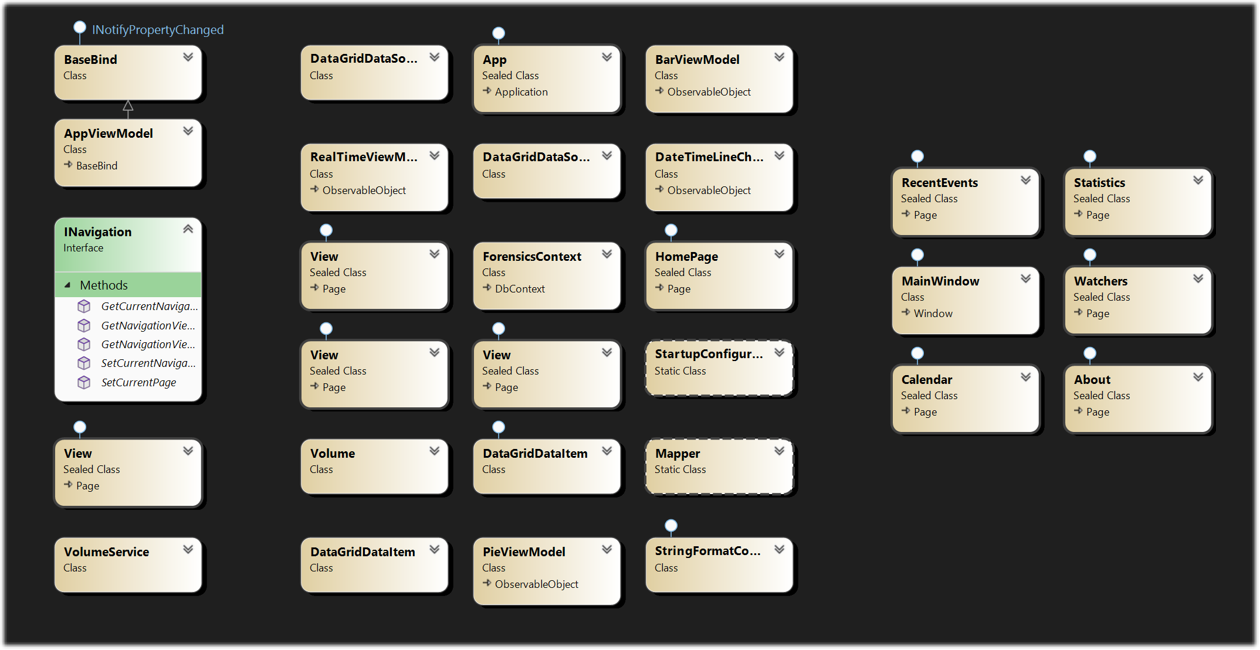 INotifyPropertyChanged
BaseBind
Class
AppViewModel
Class
BaseBind
INavigation
Interface
Methods
GetCurrentNaviga...
GetNavigationVie...
GetNavigationVie...
SetCurrentNaviga...
SetCurrentPage
View
Sealed Class
Page
VolumeService
Class
DataGridDataSo...
Class
App
Sealed Class
Application
BarViewModel
Class
ObservableObject
RealTimeViewM...
Class
ObservableObject
DataGridDataSo...
Class
DateTimeLineCh...
Class
ObservableObject
View
Sealed Class
Page
ForensicsContext
Class
DbContext
HomePage
Sealed Class
Page
View
Sealed Class
Page
View
Sealed Class
Page
StartupConfigur...
Static Class
Volume
Class
DataGridDataItem
Class
Mapper
Static Class
DataGridDataItem
Class
PieViewModel
Class
ObservableObject
StringFormatCo...
Class
RecentEvents
Sealed Class
Page
Statistics
Sealed Class
Page
MainWindow
Class
Window
Watchers
Sealed Class
Page
Calendar
Sealed Class
Page
About
Sealed Class
Page